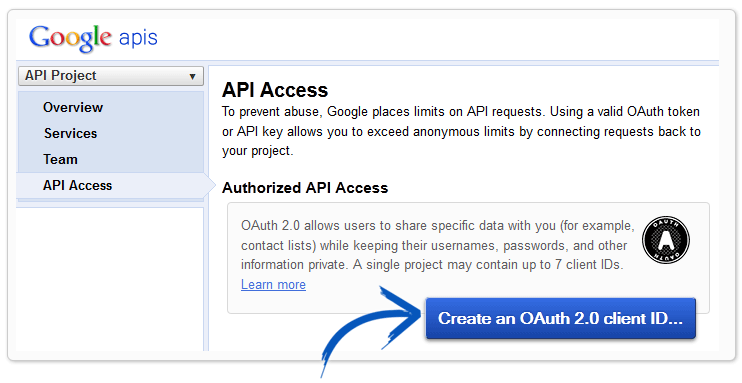 Google apis
API Project
Overview
Services
Team
API Access
API Access
To prevent abuse, Google places limits on API requests. Using a valid OAuth token
or API key allows you to exceed anonymous limits by connecting requests back to
your project.
Authorized API Access
OAuth 2.0 allows users to share specific data with you (for example,
contact lists) while keeping their usernames, passwords, and other
information private. A single project may contain up to 7 client IDs.
Learn more
OAUTH
A
OAUTH
Create an OAuth 2.0 client ID...